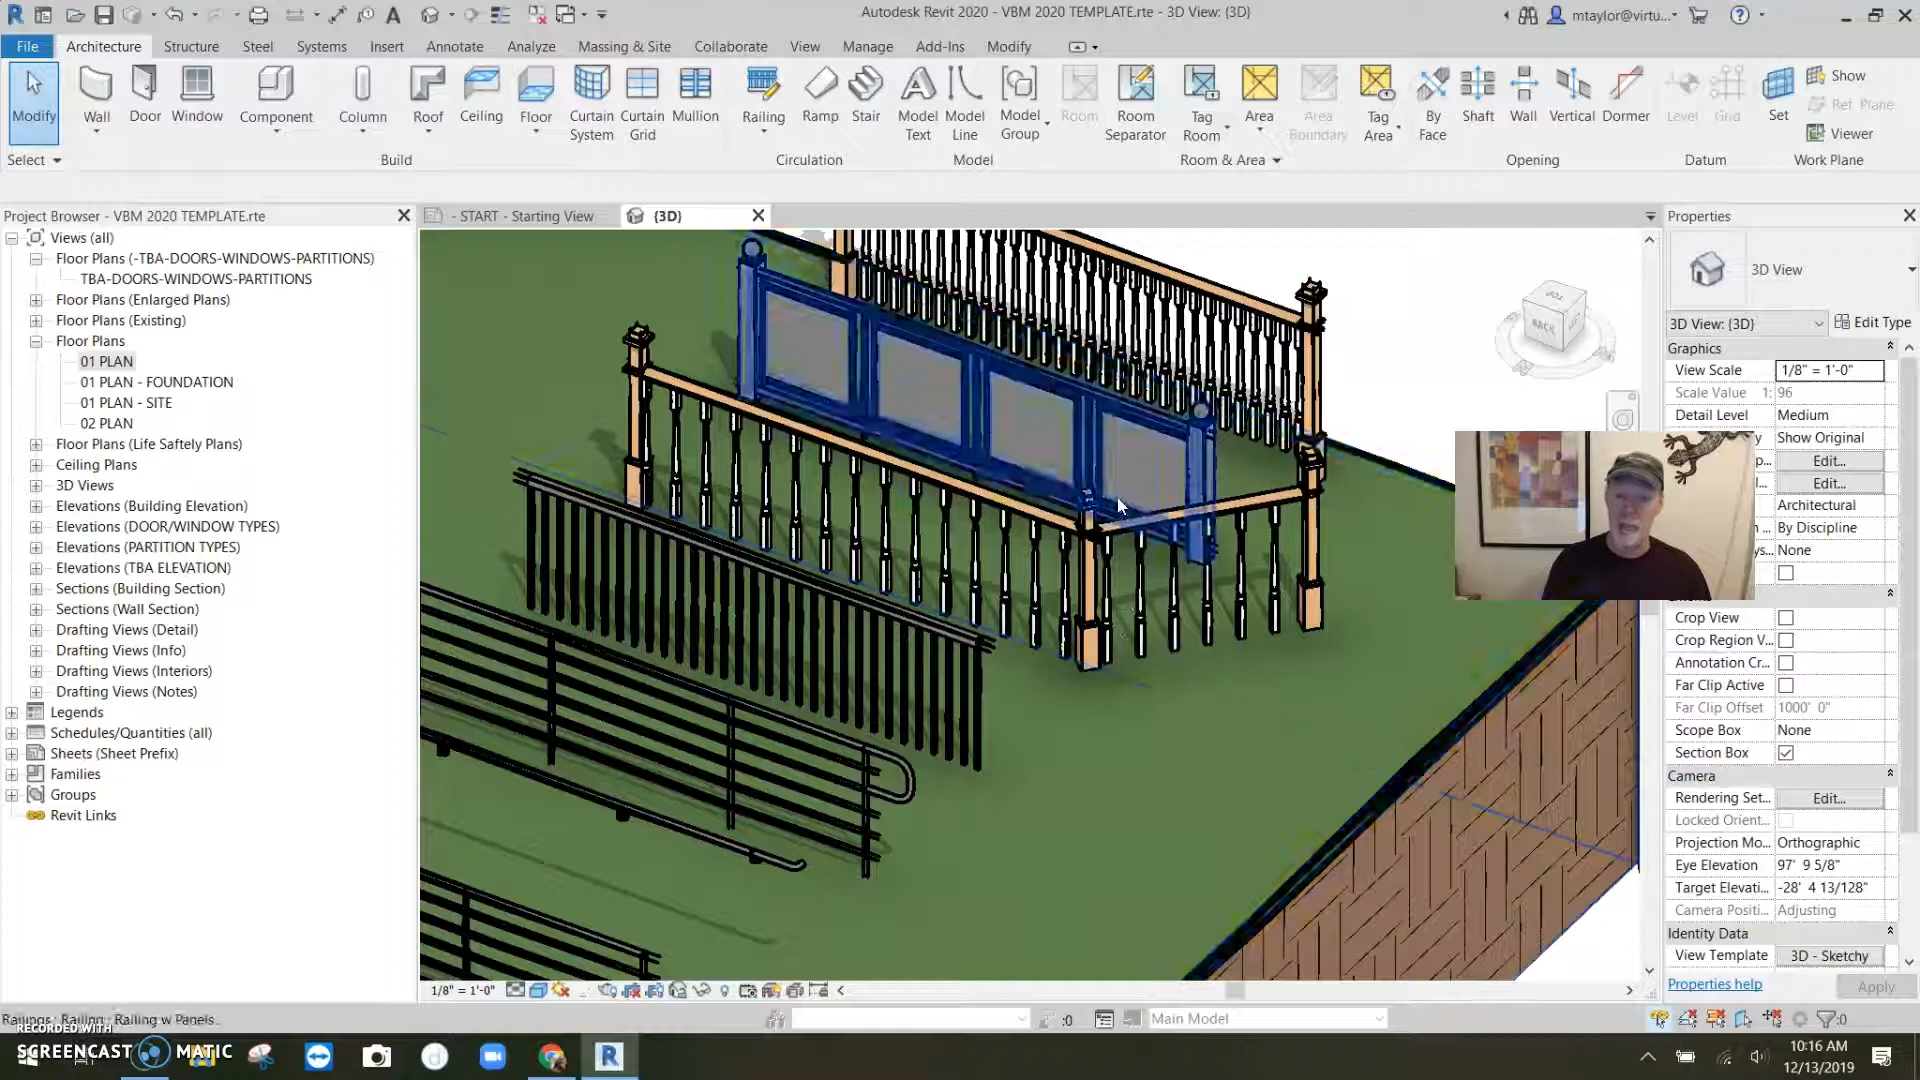 Autodesk Revit 2020 - VBM 2020 TEMPLATE.rte - 3D View: {3D}
mtaylor@virtu...
File Architecture Structure Steel Systems Insert Annotate Analyze Massing & Site Collaborate View Manage Add-Ins Modify
Modify Wall Door Window Component Column Roof Ceiling Floor Curtain System Curtain Grid Mullion Railing Ramp Stair Model Text Model Line Model Group Room Room Separator Tag Room Area Area Boundary Tag Area By Face Shaft Wall Vertical Dormer Level Grid Set Show Ref Plane Viewer
Select Build Circulation Model Room & Area Opening Datum Work Plane
Project Browser - VBM 2020 TEMPLATE.rte
- START - Starting View
{3D}
Views (all)
Floor Plans (-TBA-DOORS-WINDOWS-PARTITIONS)
TBA-DOORS-WINDOWS-PARTITIONS
Floor Plans (Enlarged Plans)
Floor Plans (Existing)
Floor Plans
01 PLAN
01 PLAN - FOUNDATION
01 PLAN - SITE
02 PLAN
Floor Plans (Life Saftely Plans)
Ceiling Plans
3D Views
Elevations (Building Elevation)
Elevations (DOOR/WINDOW TYPES)
Elevations (PARTITION TYPES)
Elevations (TBA ELEVATION)
Sections (Building Section)
Sections (Wall Section)
Drafting Views (Detail)
Drafting Views (Info)
Drafting Views (Interiors)
Drafting Views (Notes)
Legends
Schedules/Quantities (all)
Sheets (Sheet Prefix)
Families
Groups
Revit Links
BACK
Properties
3D View
3D View: {3D} Edit Type
Graphics
View Scale 1/8" = 1'-0"
Scale Value 1: 96
Detail Level Medium
Show Original
Edit...
Edit...
Architectural
By Discipline
None
Crop View
Crop Region V...
Annotation Cr...
Far Clip Active
Far Clip Offset 1000' 0"
Scope Box None
Section Box
Camera
Rendering Set... Edit...
Locked Orient...
Projection Mo... Orthographic
Eye Elevation 97' 9 5/8"
Target Elevati... -28' 4 13/128"
Camera Positi... Adjusting
Identity Data
View Template 3D - Sketchy
Properties help Apply
1/8" = 1'-0"
Railings : Railing : Railing w Panels
:0 Main Model :0
RECORDED WITH
SCREENCAST MATIC
10:16 AM
12/13/2019